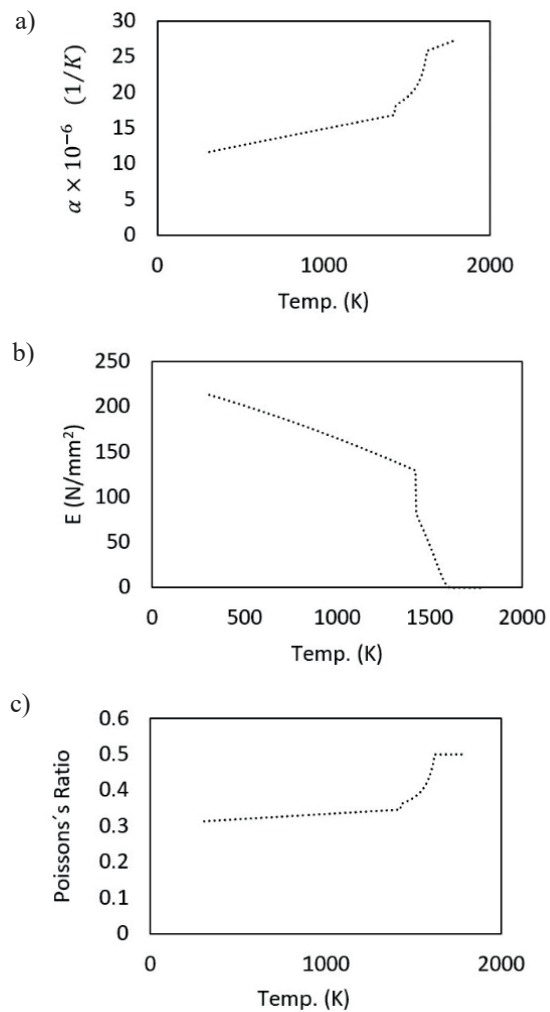 a)
α × 10⁻⁶ (1/K)
30
25
20
15
10
5
0
0 1000 2000
Temp. (K)
b)
E (N/mm²)
250
200
150
100
50
0
0 500 1000 1500 2000
Temp. (K)
c)
Poissons´s Ratio
0.6
0.5
0.4
0.3
0.2
0.1
0
0 1000 2000
Temp. (K)